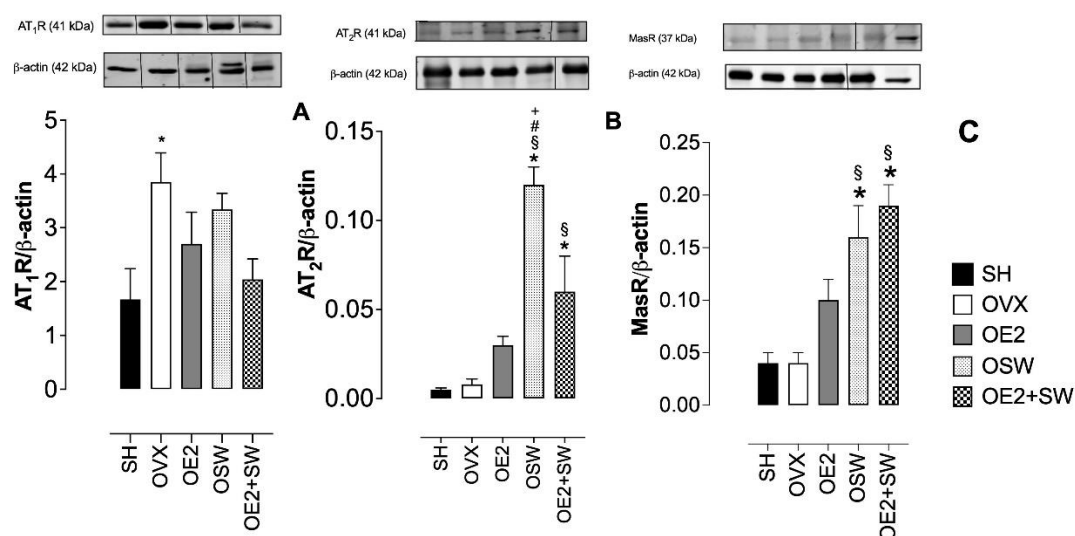 AT₁R (41 kDa)
β-actin (42 kDa)
AT₂R (41 kDa)
β-actin (42 kDa)
MasR (37 kDa)
β-actin (42 kDa)
A
AT₁R/β-actin
5
4
3
2
1
0
*
SH
OVX
OE2
OSW
OE2+SW
B
AT₂R/β-actin
0.15
0.10
0.05
0.00
+
#
§
*
§
*
SH
OVX
OE2
OSW
OE2+SW
C
MasR/β-actin
0.25
0.20
0.15
0.10
0.05
0.00
§
*
§
*
SH
OVX
OE2
OSW
OE2+SW
SH
OVX
OE2
OSW
OE2+SW